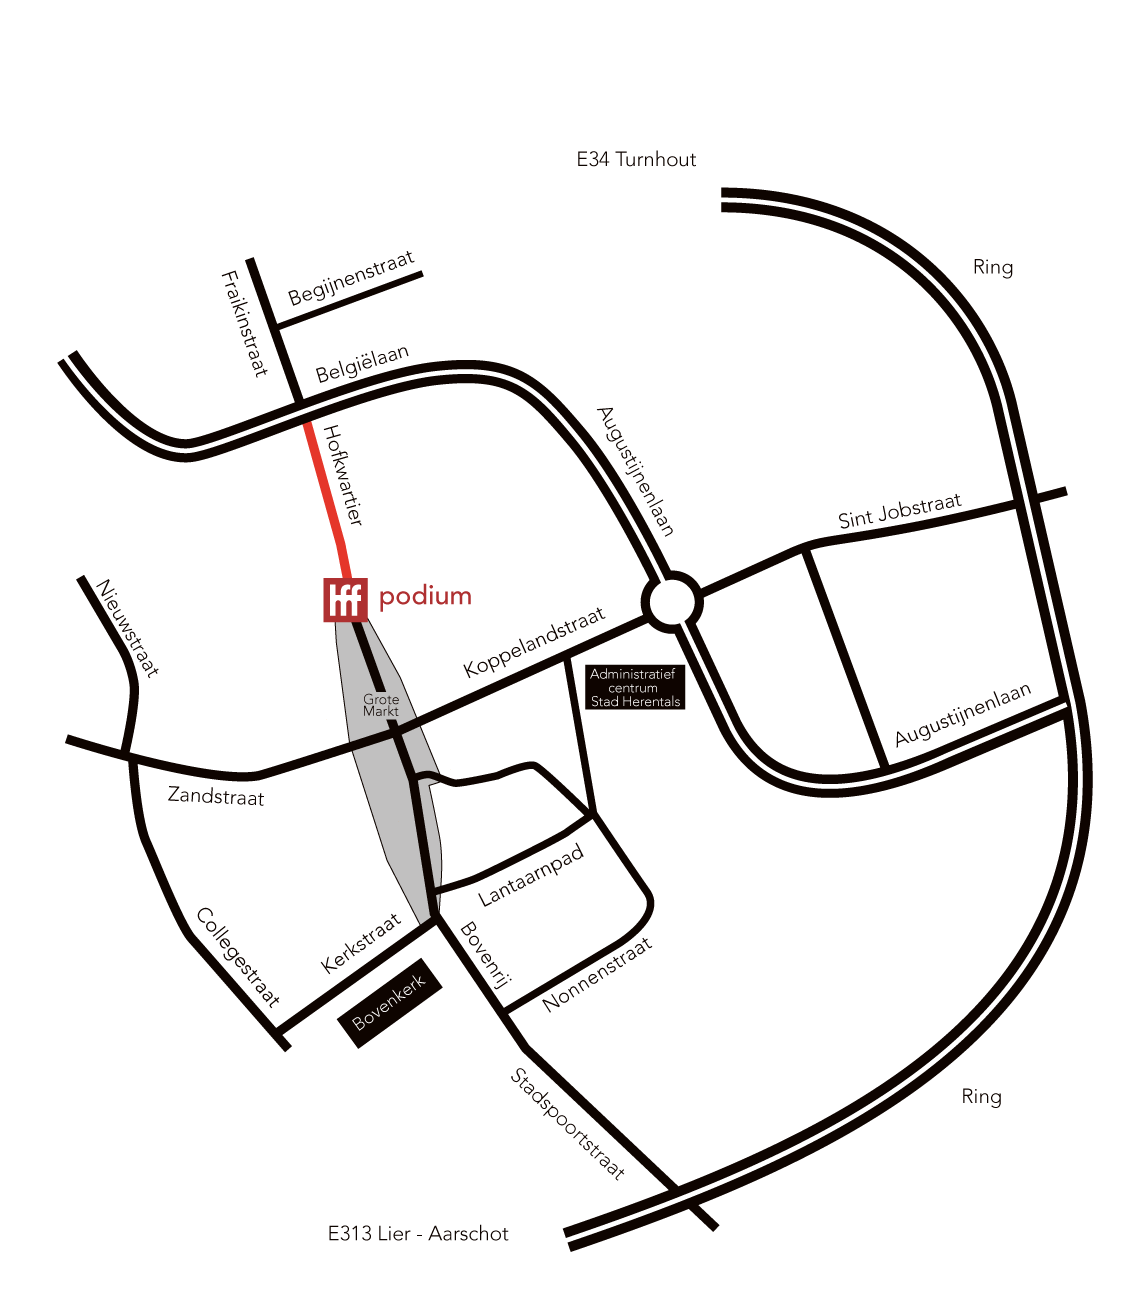 E34 Turnhout
Ring
Begijnenstraat
Fraikinstraat
Belgiëlaan
Hofkwartier
Augustijnenlaan
Sint Jobstraat
hff podium
Nieuwstraat
Koppelandstraat
Administratief
centrum
Stad Herentals
Grote
Markt
Augustijnenlaan
Zandstraat
Lantaarnpad
Collegestraat
Kerkstraat
Bovenrij
Nonnenstraat
Bovenkerk
Stadspoortstraat
Ring
E313 Lier - Aarschot